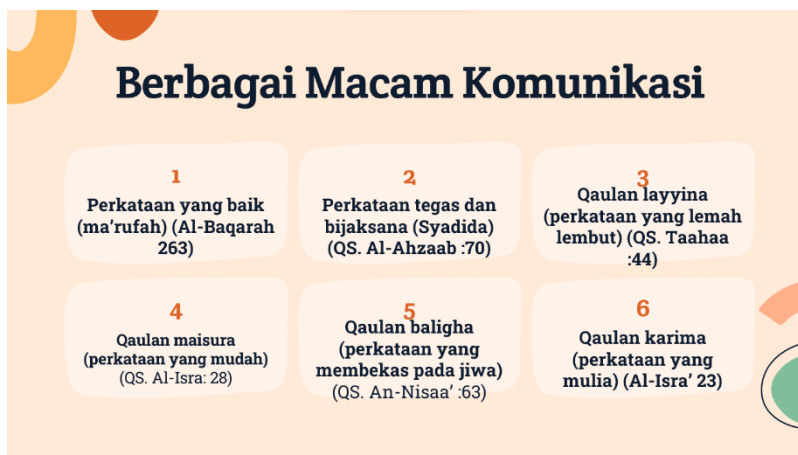 Berbagai Macam Komunikasi
1
Perkataan yang baik
(ma’rufah) (Al-Baqarah
263)
2
Perkataan tegas dan
bijaksana (Syadida)
(QS. Al-Ahzaab :70)
3
Qaulan layyina
(perkataan yang lemah
lembut) (QS. Taahaa
:44)
4
Qaulan maisura
(perkataan yang mudah)
(QS. Al-Isra: 28)
5
Qaulan baligha
(perkataan yang
membekas pada jiwa)
(QS. An-Nisaa’ :63)
6
Qaulan karima
(perkataan yang
mulia) (Al-Isra’ 23)